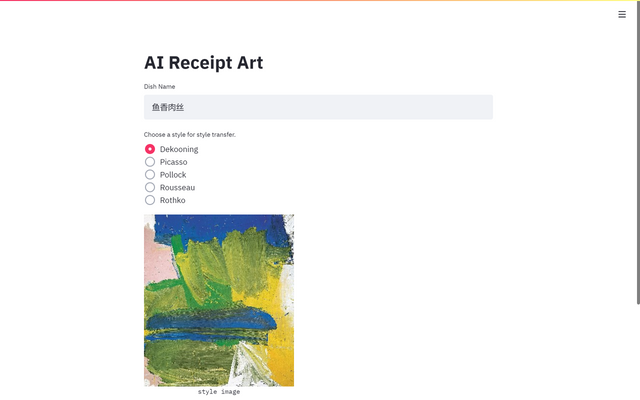 AI Receipt Art
Dish Name
鱼香肉丝
Choose a style for style transfer.
Dekooning
Picasso
Pollock
Rousseau
Rothko
style image